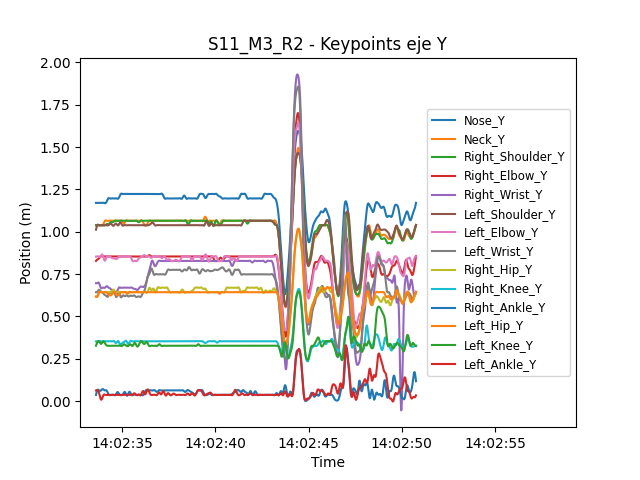 S11_M3_R2 - Keypoints eje Y
2.00
1.75
1.50
1.25
1.00
0.75
0.50
0.25
0.00
Position (m)
Nose_Y
Neck_Y
Right_Shoulder_Y
Right_Elbow_Y
Right_Wrist_Y
Left_Shoulder_Y
Left_Elbow_Y
Left_Wrist_Y
Right_Hip_Y
Right_Knee_Y
Right_Ankle_Y
Left_Hip_Y
Left_Knee_Y
Left_Ankle_Y
14:02:35 14:02:40 14:02:45 14:02:50 14:02:55
Time